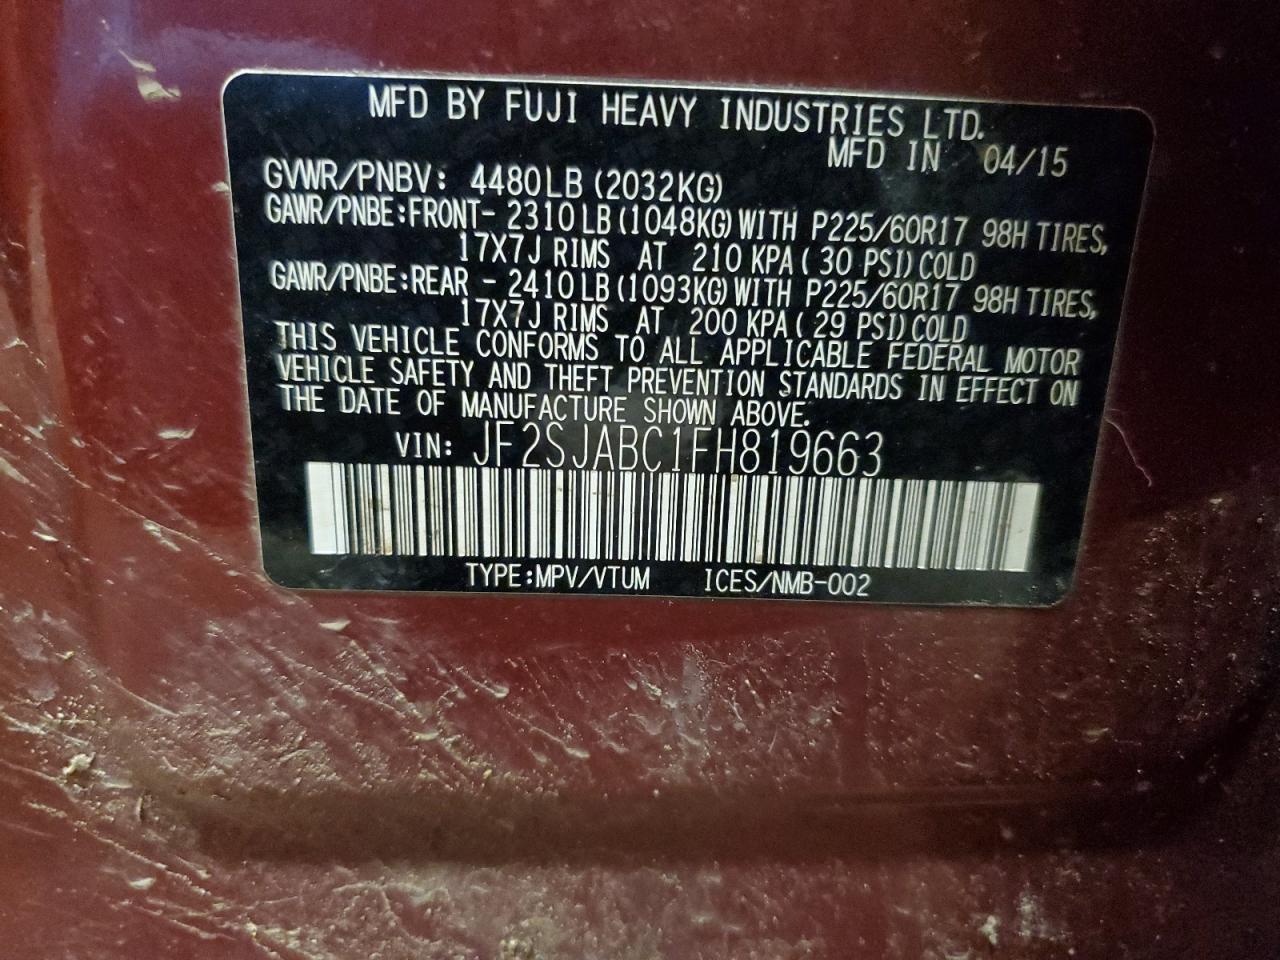 MFD BY FUJI HEAVY INDUSTRIES LTD.
MFD IN 04/15
GVWR/PNBV: 4480LB (2032KG)
GAWR/PNBE:FRONT- 2310LB (1048KG) WITH P225/60R17 98H TIRES,
17X7J RIMS AT 210 KPA ( 30 PSI) COLD
GAWR/PNBE:REAR - 2410LB (1093KG) WITH P225/60R17 98H TIRES,
17X7J RIMS AT 200 KPA ( 29 PSI) COLD
THIS VEHICLE CONFORMS TO ALL APPLICABLE FEDERAL MOTOR
VEHICLE SAFETY AND THEFT PREVENTION STANDARDS IN EFFECT ON
THE DATE OF MANUFACTURE SHOWN ABOVE.
VIN: JF2SJABC1FH819663
TYPE:MPV/VTUM ICES/NMB-002